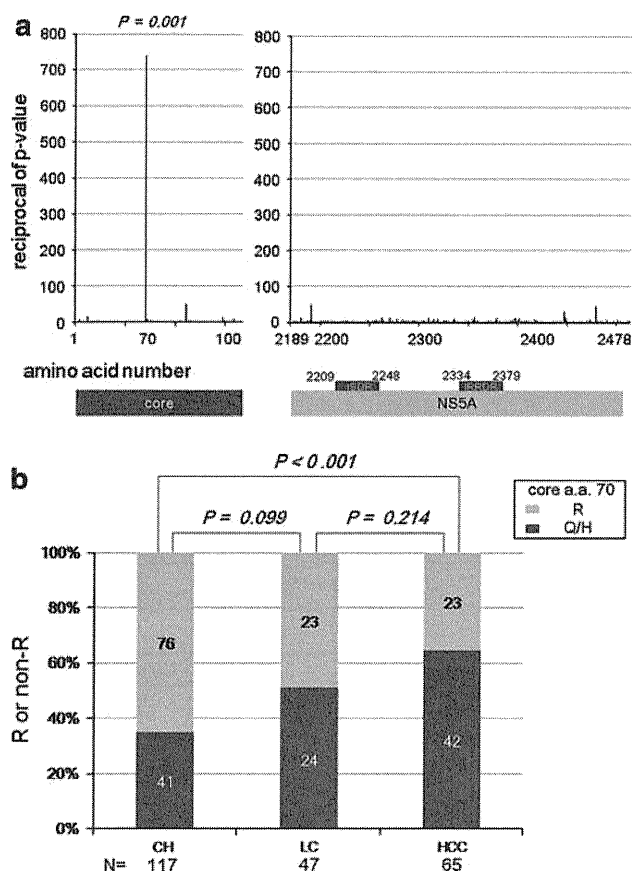 a
P = 0.001
reciprocal of p-value
800
700
600
500
400
300
200
100
0
1
70
100
800
700
600
500
400
300
200
100
0
2189 2200
2300
2400
2478
amino acid number
core
2209
2248
2334
2379
NS5A
b
P < 0.001
P = 0.099
P = 0.214
core a.a. 70
R
Q/H
R or non-R
100%
80%
60%
40%
20%
0%
76
41
23
24
23
42
CH
LC
HCC
N= 117 47 65